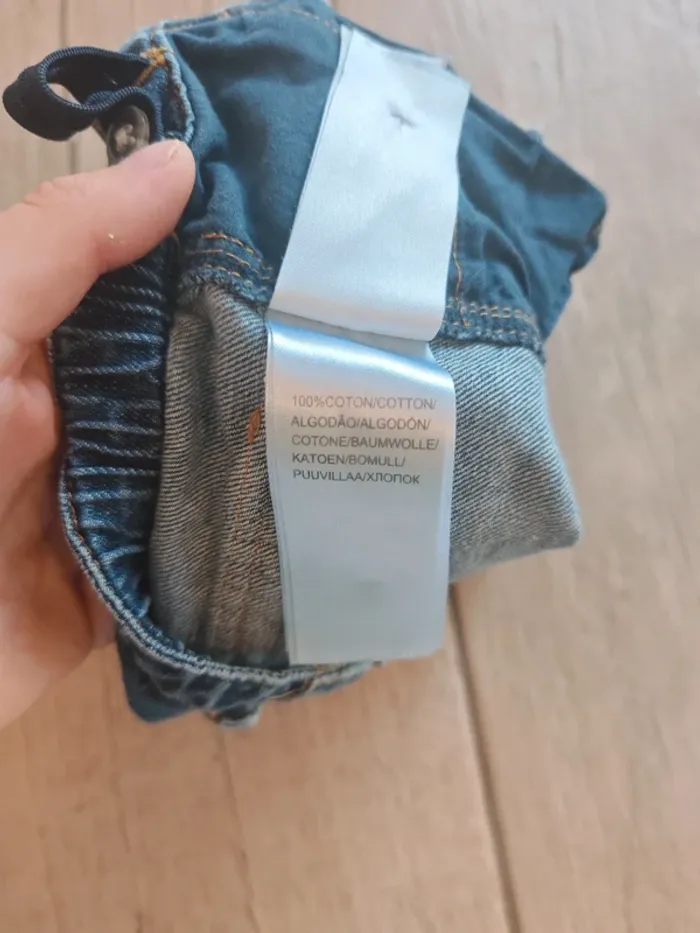 100%COTON/COTTON/
ALGODÃO/ALGODÓN/
COTONE/BAUMWOLLE/
KATOEN/BOMULL/
PUUVILLAA/ХЛОПОК